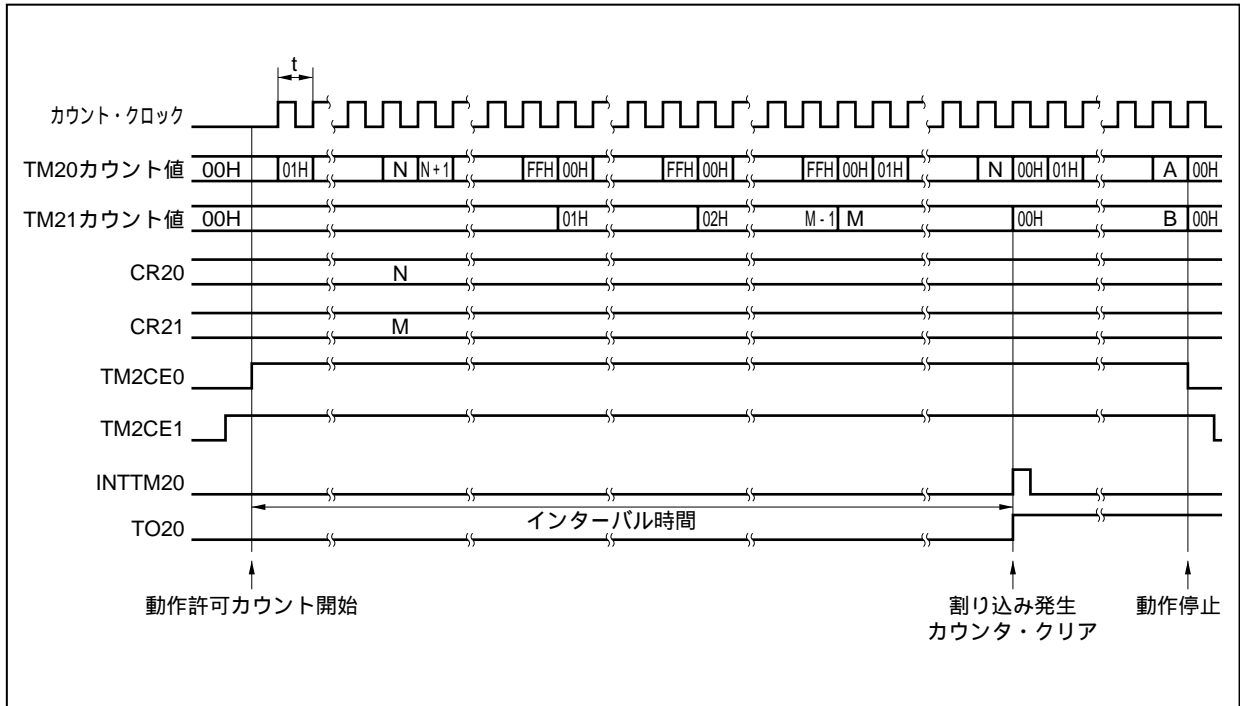 t
カウント・クロック
TM20カウント値 00H 01H N N+1 FFH 00H FFH 00H FFH 00H 01H N 00H 01H A 00H
TM21カウント値 00H 01H 02H M-1 M 00H B 00H
CR20 N
CR21 M
TM2CE0
TM2CE1
INTTM20
インターバル時間
TO20
動作許可カウント開始 割り込み発生 動作停止
カウンタ・クリア